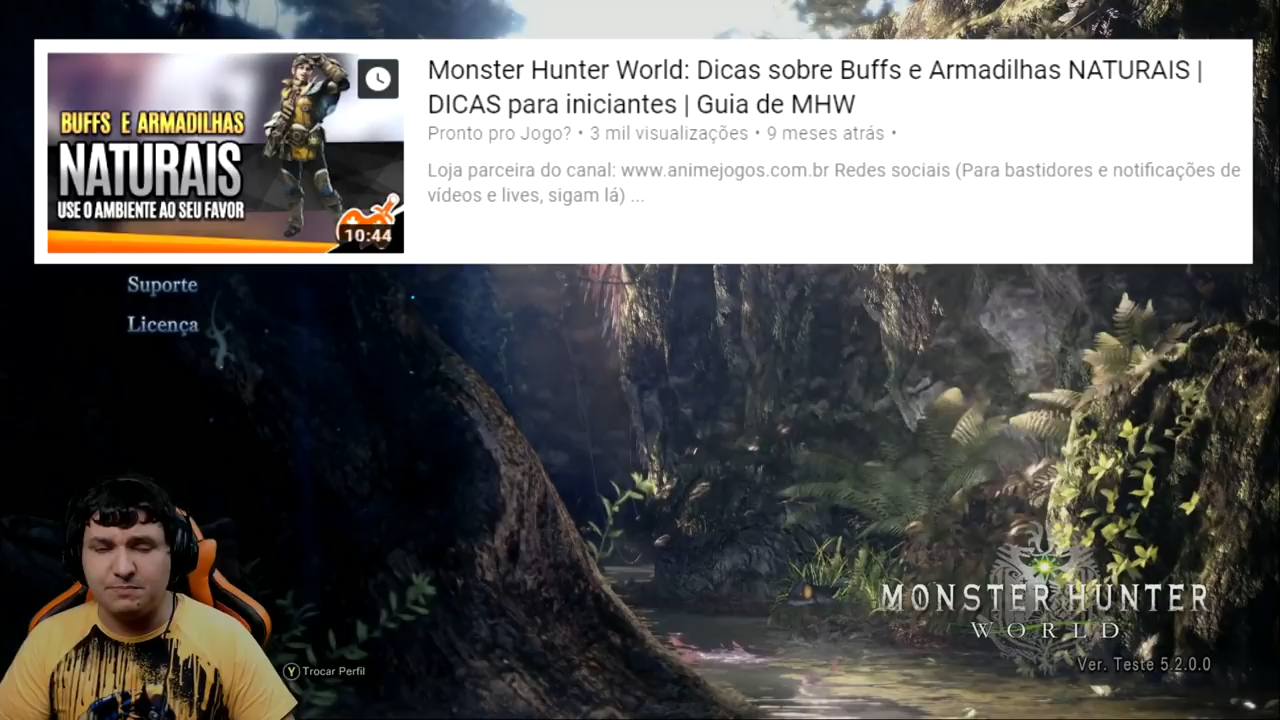 BUFFS E ARMADILHAS
NATURAIS
USE O AMBIENTE AO SEU FAVOR
10:44
Monster Hunter World: Dicas sobre Buffs e Armadilhas NATURAIS |
DICAS para iniciantes | Guia de MHW
Pronto pro Jogo? • 3 mil visualizações • 9 meses atrás •
Loja parceira do canal: www.animejogos.com.br Redes sociais (Para bastidores e notificações de
vídeos e lives, sigam lá) ...
Suporte
Licença
MONSTER HUNTER
WORLD
Ver. Teste 5.2.0.0
Y Trocar Perfil